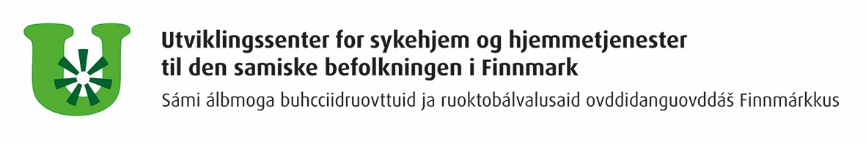 Utviklingssenter for sykehjem og hjemmetjenester
til den samiske befolkningen i Finnmark
Sámi álbmoga buhcciidruovttuid ja ruoktobálvalusaid ovddidanguovddáš Finnmárkkus